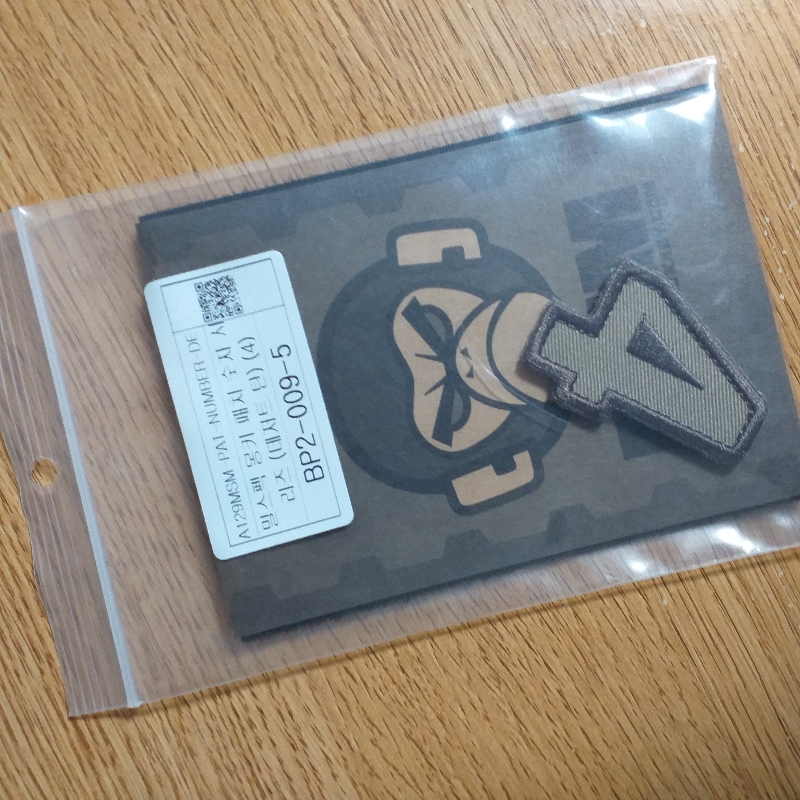 A129MSM PAT-NUMBER-DE
밀스펙 몽키 패치 숫자 시
리즈 (데저트 탄) (4)
BP2-009-5
4